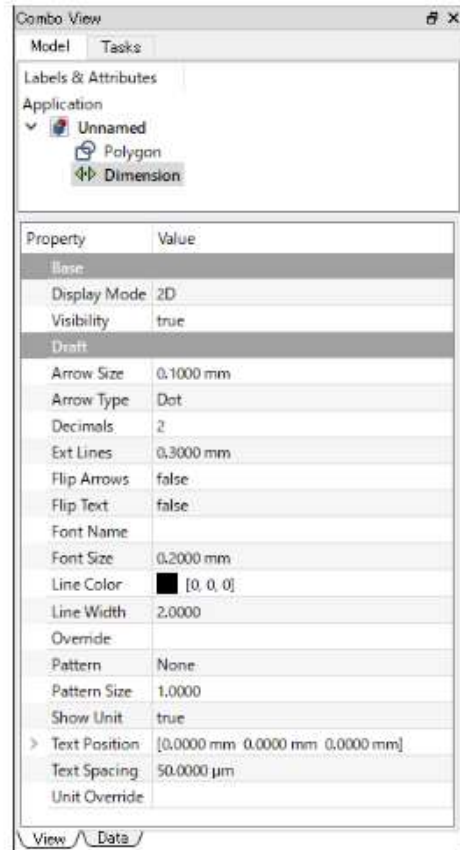 Combo View
Model Tasks
Labels & Attributes
Application
Unnamed
Polygon
Dimension
Property Value
Base
Display Mode 2D
Visibility true
Draft
Arrow Size 0.1000 mm
Arrow Type Dot
Decimals 2
Ext Lines 0.3000 mm
Flip Arrows false
Flip Text false
Font Name
Font Size 0.2000 mm
Line Color [0, 0, 0]
Line Width 2.0000
Override
Pattern None
Pattern Size 1.0000
Show Unit true
Text Position [0.0000 mm 0.0000 mm 0.0000 mm]
Text Spacing 50.0000 µm
Unit Override
View Data